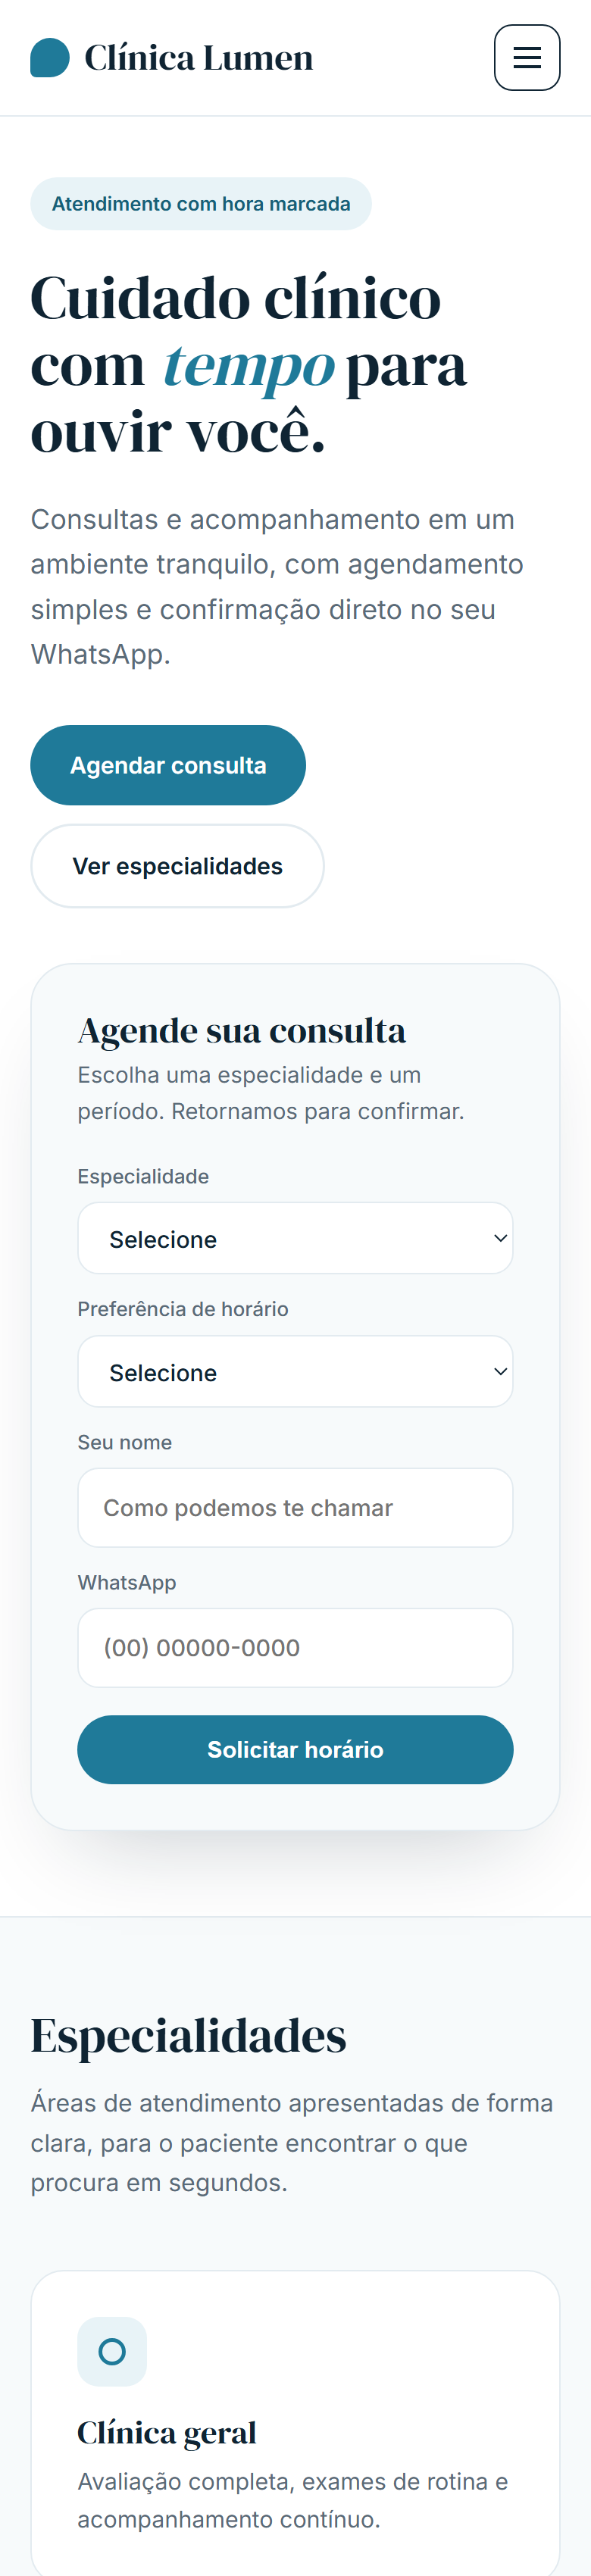 Clínica Lumen
Atendimento com hora marcada
Cuidado clínico
com tempo para
ouvir você.
Consultas e acompanhamento em um
ambiente tranquilo, com agendamento
simples e confirmação direto no seu
WhatsApp.
Agendar consulta
Ver especialidades
Agende sua consulta
Escolha uma especialidade e um
período. Retornamos para confirmar.
Especialidade
Selecione
Preferência de horário
Selecione
Seu nome
Como podemos te chamar
WhatsApp
(00) 00000-0000
Solicitar horário
Especialidades
Áreas de atendimento apresentadas de forma
clara, para o paciente encontrar o que
procura em segundos.
Clínica geral
Avaliação completa, exames de rotina e
acompanhamento contínuo.